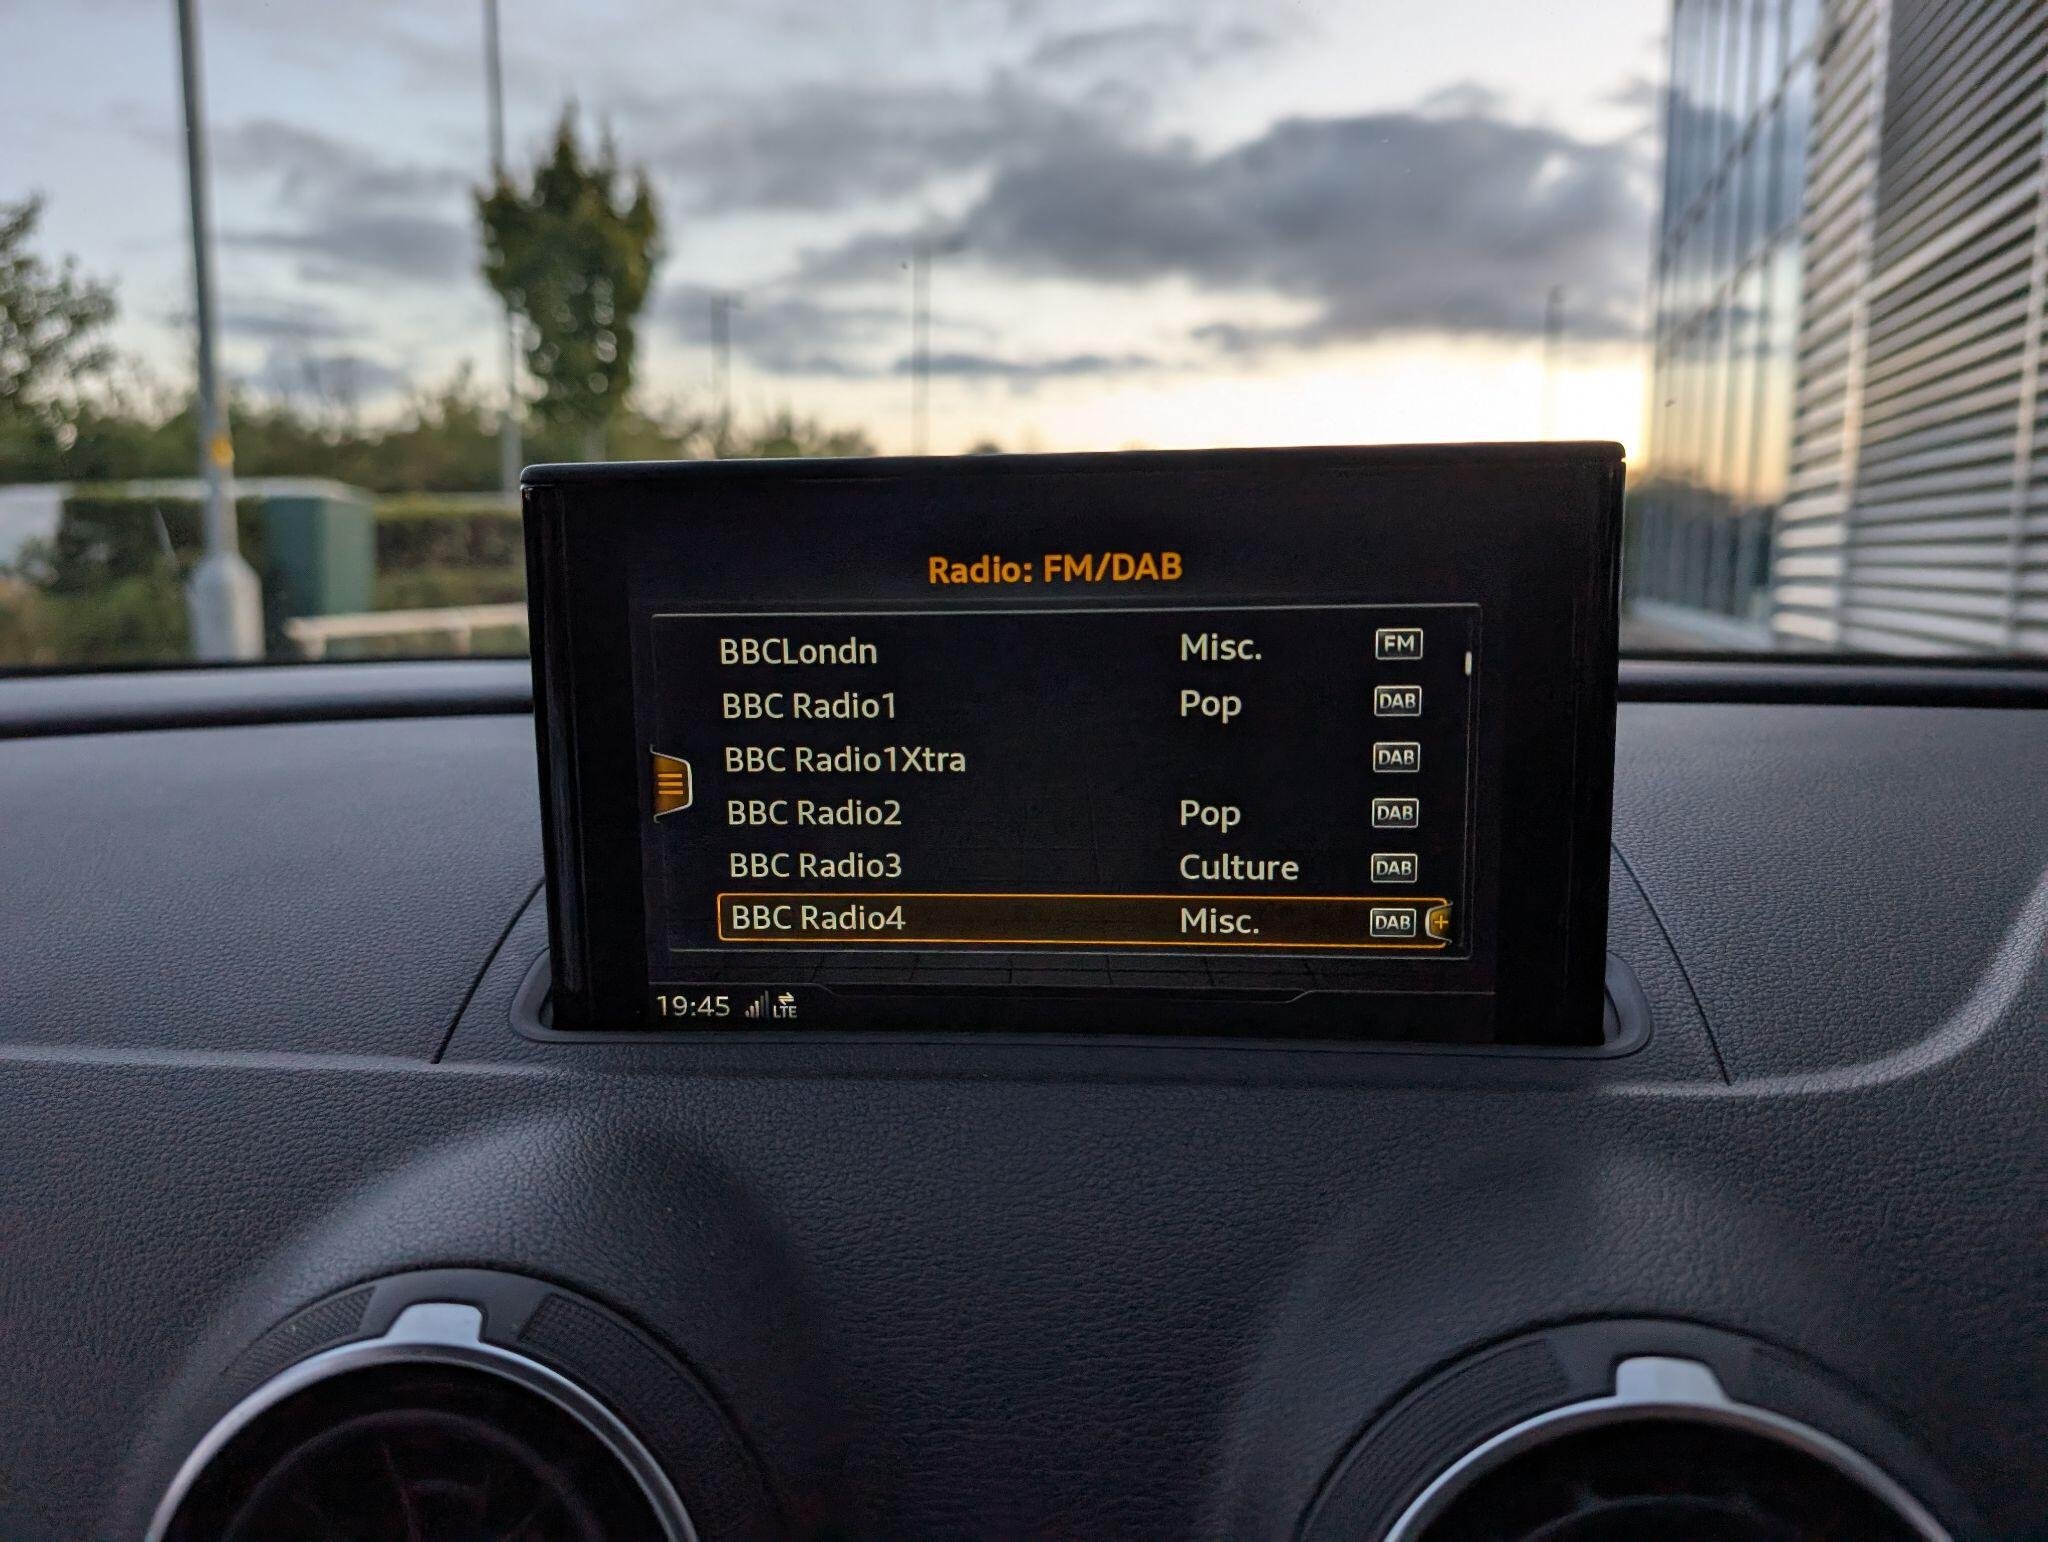 Radio: FM/DAB
BBCLondn Misc. FM
BBC Radio1 Pop DAB
BBC Radio1Xtra DAB
BBC Radio2 Pop DAB
BBC Radio3 Culture DAB
BBC Radio4 Misc. DAB +
19:45 LTE